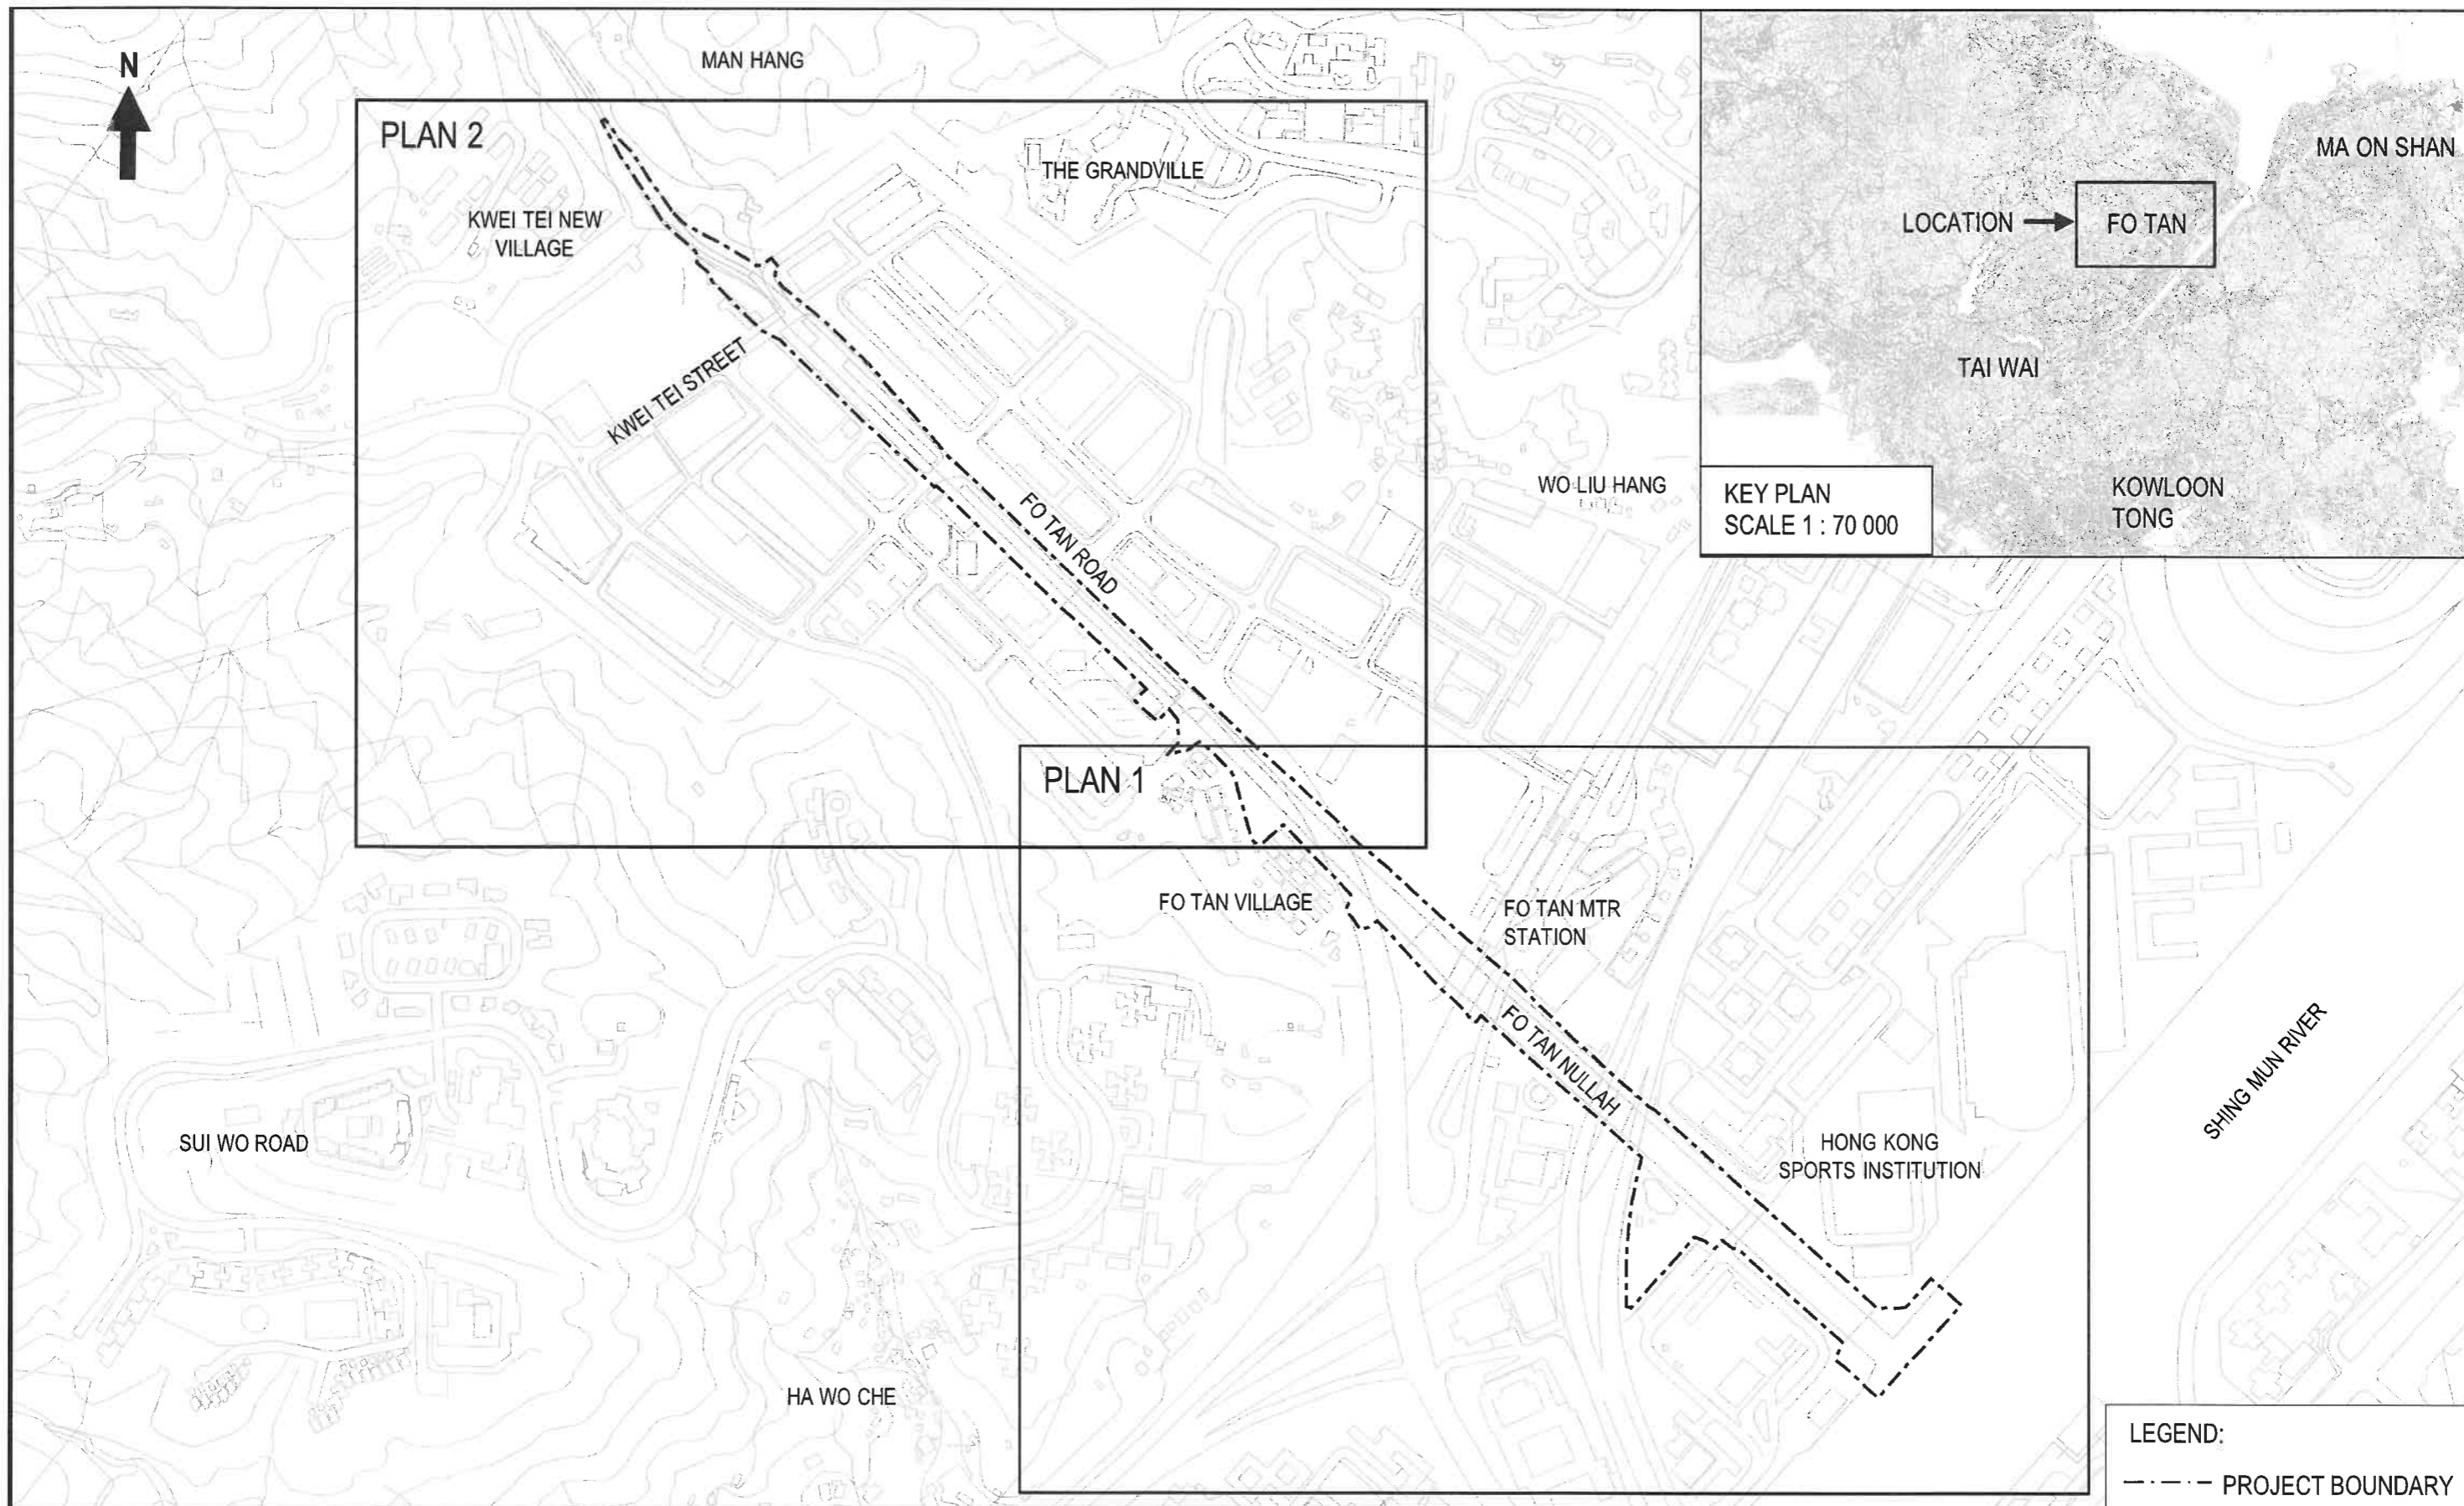 N
MAN HANG
PLAN 2
THE GRANDVILLE
KWEI TEI NEW
VILLAGE
KWEI TEI STREET
FO TAN ROAD
WO LIU HANG
MA ON SHAN
LOCATION
FO TAN
TAI WAI
KOWLOON
TONG
KEY PLAN
SCALE 1 : 70 000
PLAN 1
FO TAN VILLAGE
FO TAN MTR
STATION
FO TAN NULLAH
SHING MUN RIVER
SUI WO ROAD
HONG KONG
SPORTS INSTITUTION
HA WO CHE
LEGEND:
PROJECT BOUNDARY